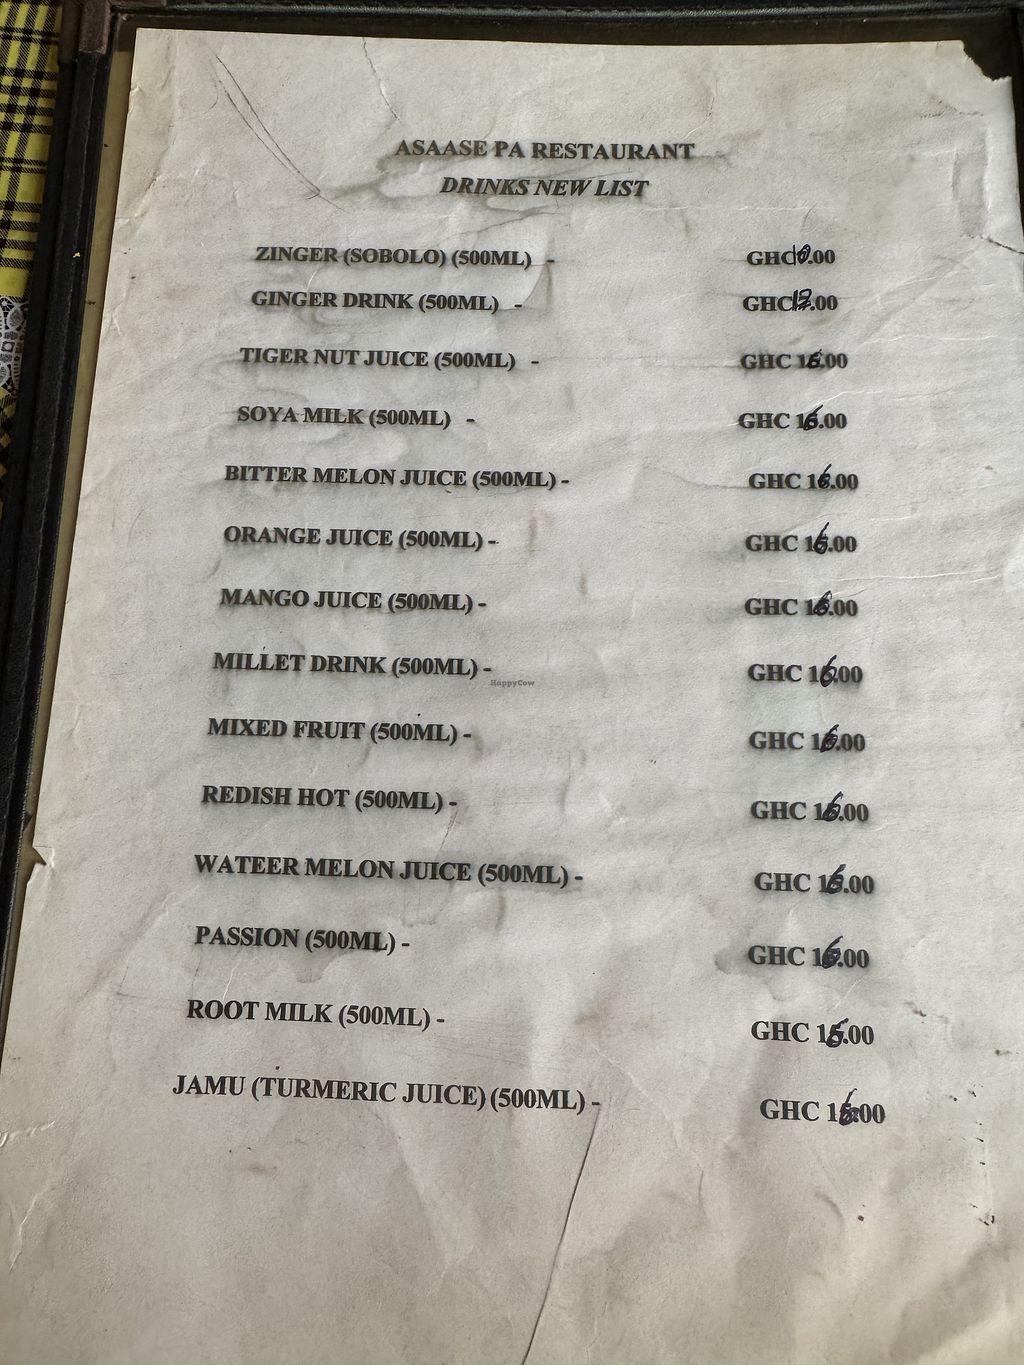 ASAASE PA RESTAURANT
DRINKS NEW LIST
ZINGER (SOBOLO) (500ML) - GHC10.00
GINGER DRINK (500ML) - GHC12.00
TIGER NUT JUICE (500ML) - GHC 16.00
SOYA MILK (500ML) - GHC 16.00
BITTER MELON JUICE (500ML) - GHC 16.00
ORANGE JUICE (500ML) - GHC 16.00
MANGO JUICE (500ML) - GHC 16.00
MILLET DRINK (500ML) - GHC 16.00
HappyCow
MIXED FRUIT (500ML) - GHC 16.00
REDISH HOT (500ML) - GHC 16.00
WATEER MELON JUICE (500ML) - GHC 16.00
PASSION (500ML) - GHC 16.00
ROOT MILK (500ML) - GHC 16.00
JAMU (TURMERIC JUICE) (500ML) - GHC 16.00